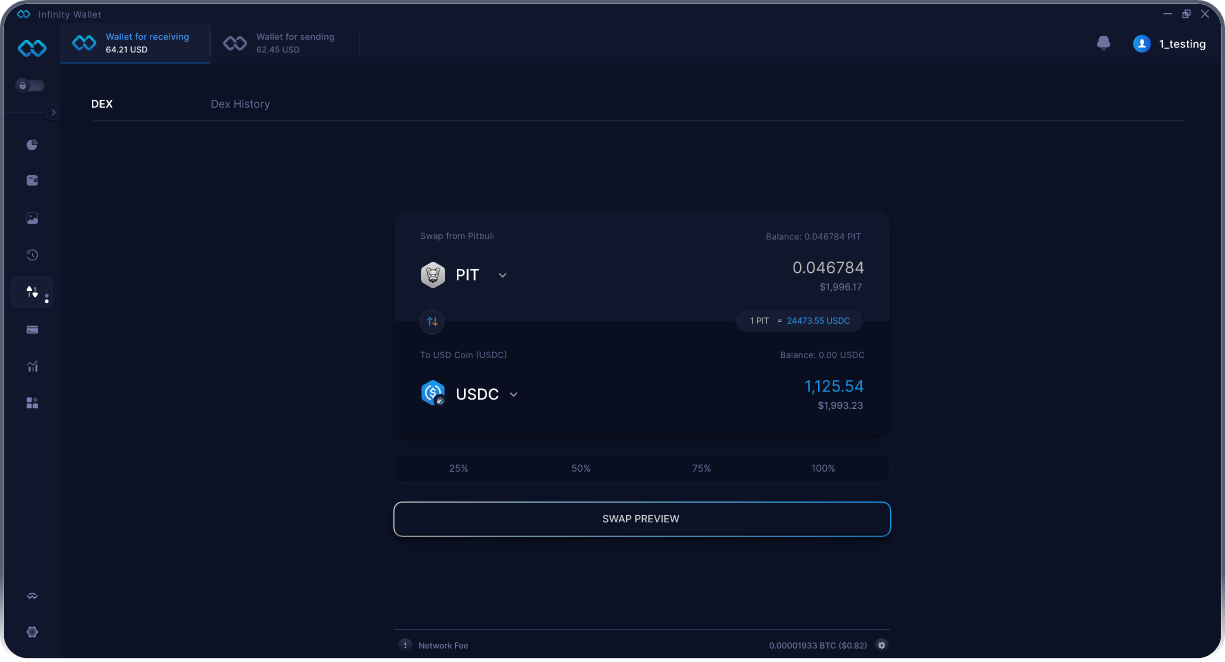 Infinity Wallet
Wallet for receiving
64.21 USD
Wallet for sending
62.45 USD
1_testing
DEX
Dex History
Swap from Pitbull
Balance: 0.046784 PIT
PIT
0.046784
$1,996.17
1 PIT = 24473.55 USDC
To USD Coin (USDC)
Balance: 0.00 USDC
USDC
1,125.54
$1,993.23
25% 50% 75% 100%
SWAP PREVIEW
Network Fee
0.00001933 BTC ($0.82)